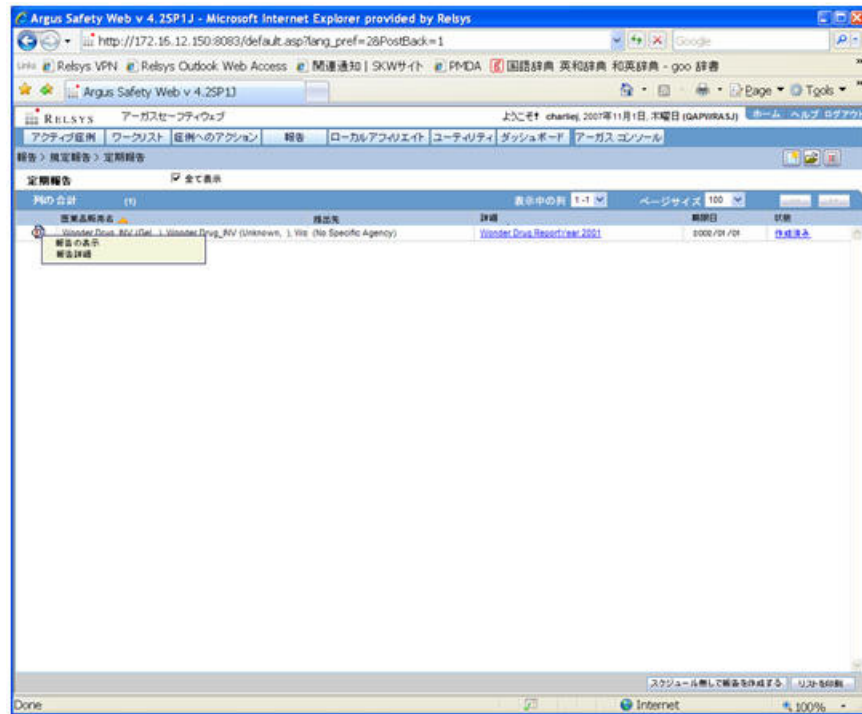 Argus Safety Web v 4.2SP1J - Microsoft Internet Explorer provided by Relsys
http://172.16.12.150:8083/default.asp?lang_pref=2&PostBack=1 Google
Links Relsys VPN Relsys Outlook Web Access 関連通知 | SKWサイト PMDA 国語辞典 英和辞典 和英辞典 - goo 辞書
Argus Safety Web v 4.2SP1J Page Tools
RELSYS アーガスセーフティウェブ ようこそ! charliej, 2007年11月1日, 木曜日 (QAPWRASJ) ホーム ヘルプ ログアウト
アクティブ症例 ワークリスト 症例へのアクション 報告 ローカルアフィリエイト ユーティリティ ダッシュボード アーガス コンソール
報告 > 規定報告 > 定期報告
定期報告 全て表示
列の合計 (1) 表示中の列 1-1 ページサイズ 100
医薬品販売名 提出先 詳細 期限日 状態
Wonder Drug_INV (Gel, ), Wonder Drug_INV (Unknown, ), Wo (No Specific Agency) Wonder Drug Report:year 2001 2002/01/01 作成済み
報告の表示
報告詳細
スケジュール無しで報告を作成する リストを印刷
Done Internet 100%